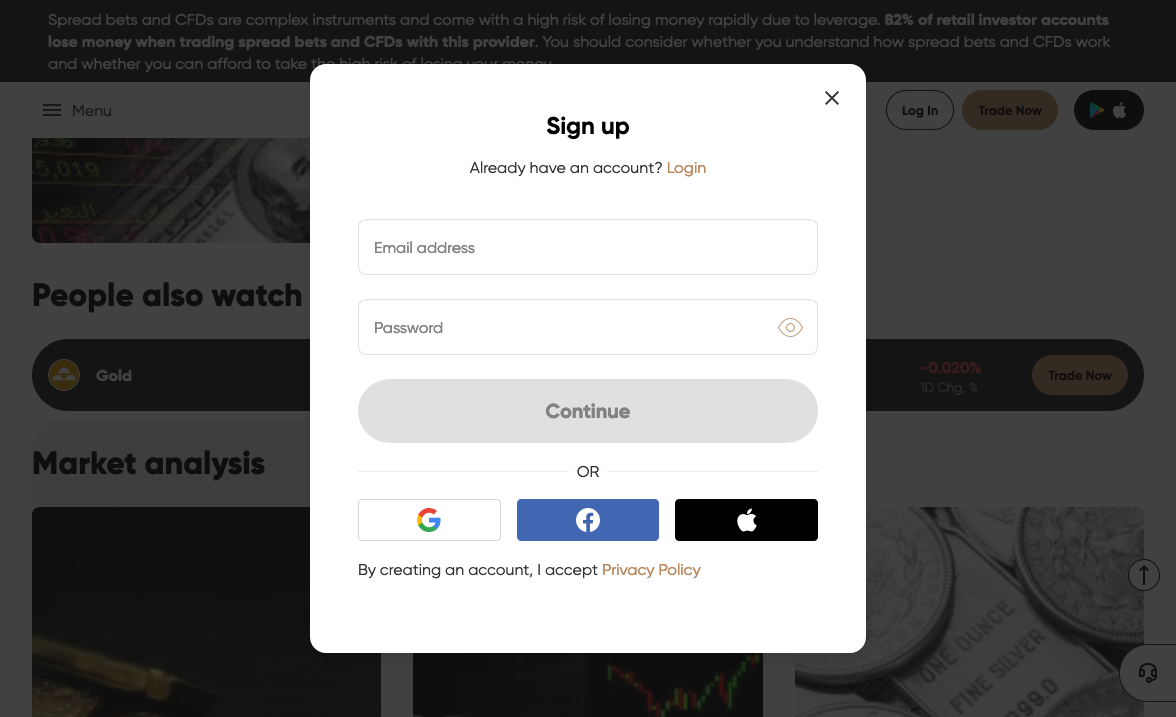 Spread bets and CFDs are complex instruments and come with a high risk of losing money rapidly due to leverage. 82% of retail investor accounts
lose money when trading spread bets and CFDs with this provider. You should consider whether you understand how spread bets and CFDs work
and whether you can afford to take the high risk of losing your money.
Menu
Log In
Trade Now
5,019
Sign up
Already have an account? Login
Email address
Password
Continue
OR
By creating an account, I accept Privacy Policy
People also watch
Gold
-0.020%
1D Chg, %
Trade Now
Market analysis
ONE OUNCE
FINE SILVER
999.0